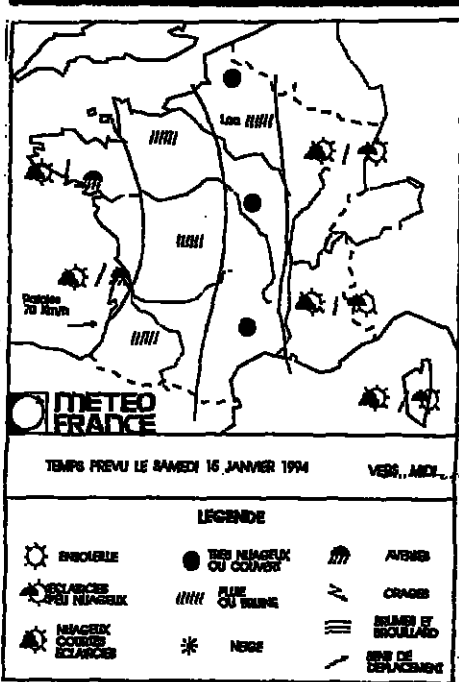 Rafales
70 km/h
METEO
FRANCE
TEMPS PREVU LE SAMEDI 15 JANVIER 1994 VERS MIDI
LEGENDE
ENSOLEILLE
TRES NUAGEUX
OU COUVERT
AVERSES
ECLAIRCIES
PEU NUAGEUX
PLUIE
OU BRUINE
ORAGES
NUAGEUX
COURTES
ECLAIRCIES
NEIGE
BRUMES ET
BROUILLARD
SENS DE
DEPLACEMENT